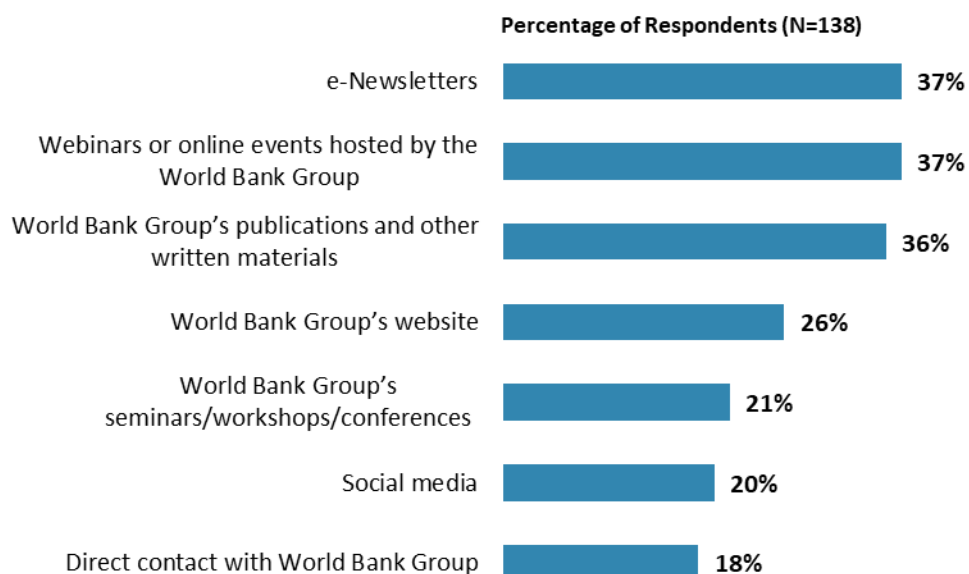 Percentage of Respondents (N=138)
e-Newsletters
37%
Webinars or online events hosted by the
World Bank Group
37%
World Bank Group’s publications and other
written materials
36%
World Bank Group’s website
26%
World Bank Group’s
seminars/workshops/conferences
21%
Social media
20%
Direct contact with World Bank Group
18%